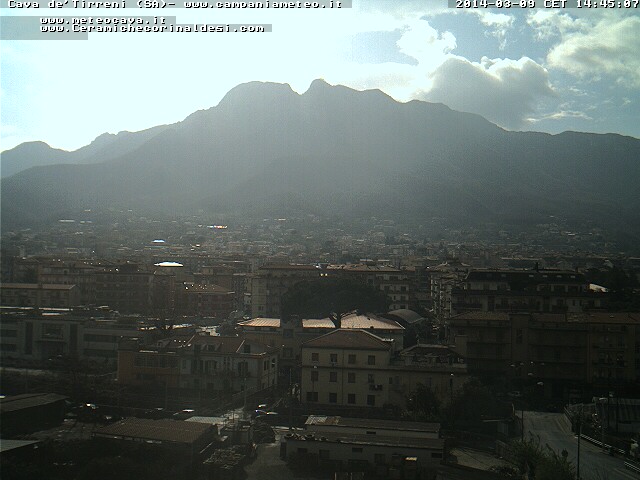 Cava de'Tirreni (SA)- www.campaniameteo.it 2014-03-09 CET 14:45:07
www.meteocava.it
www.Ceramichecorinaldesi.com